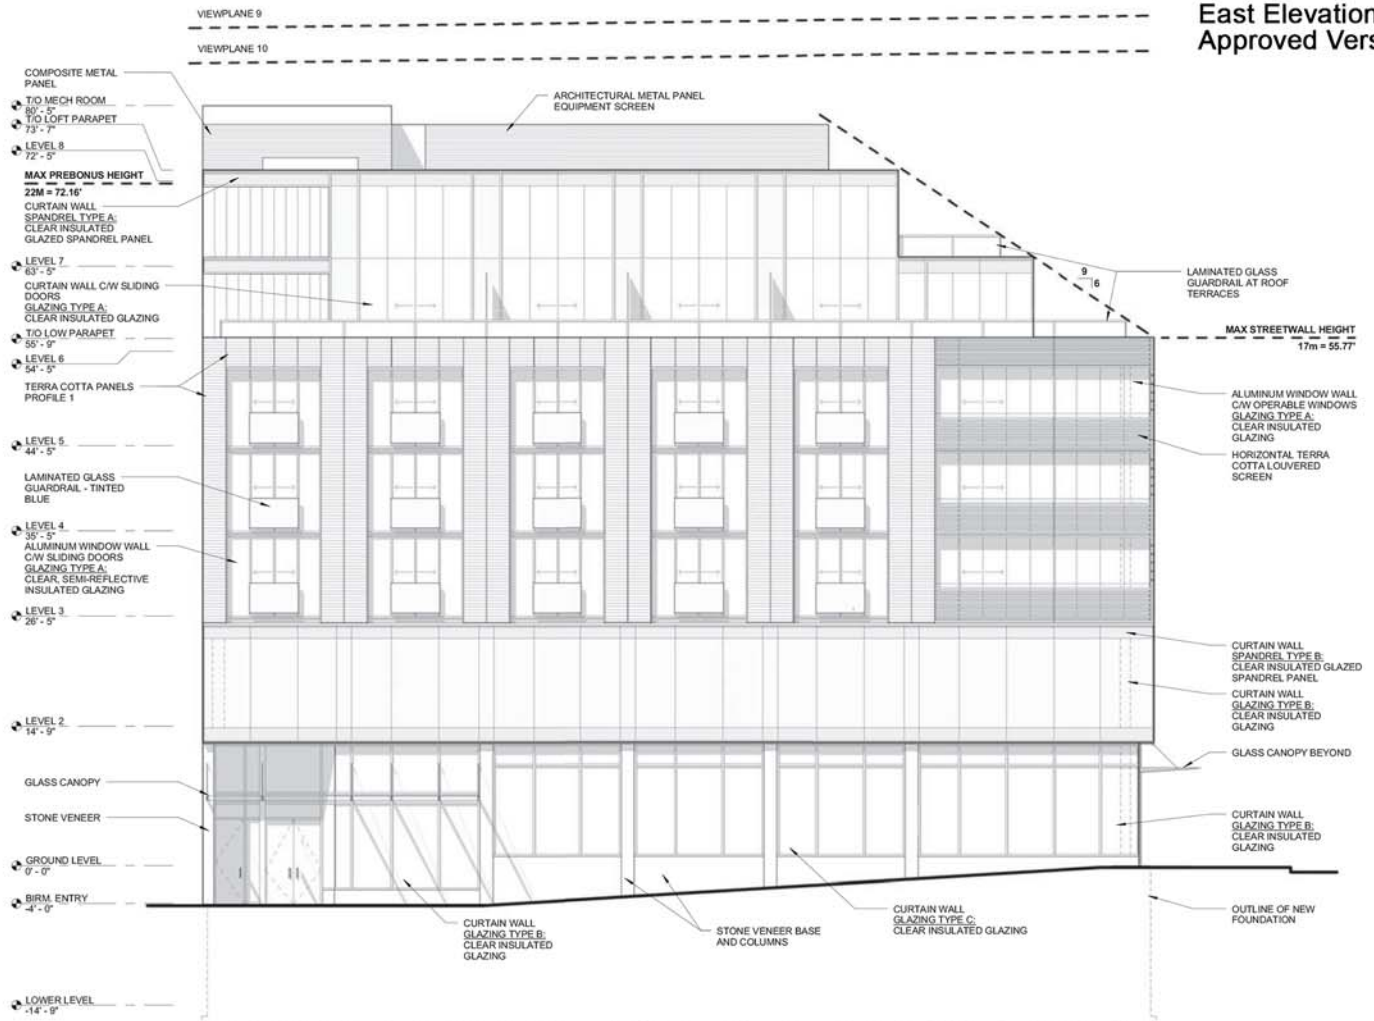 VIEWPLANE 9
East Elevation
Approved Vers
VIEWPLANE 10
COMPOSITE METAL
PANEL
T/O MECH ROOM
80' - 5"
T/O LOFT PARAPET
73' - 7"
LEVEL 8
72' - 5"
MAX PREBONUS HEIGHT
22M = 72.16'
CURTAIN WALL
SPANDREL TYPE A:
CLEAR INSULATED
GLAZED SPANDREL PANEL
LEVEL 7
63' - 5"
CURTAIN WALL C/W SLIDING
DOORS
GLAZING TYPE A:
CLEAR INSULATED GLAZING
T/O LOW PARAPET
55' - 9"
LEVEL 6
54' - 5"
TERRA COTTA PANELS
PROFILE 1
LEVEL 5
44' - 5"
LAMINATED GLASS
GUARDRAIL - TINTED
BLUE
LEVEL 4
35' - 5"
ALUMINUM WINDOW WALL
C/W SLIDING DOORS
GLAZING TYPE A:
CLEAR, SEMI-REFLECTIVE
INSULATED GLAZING
LEVEL 3
26' - 5"
LEVEL 2
14' - 9"
GLASS CANOPY
STONE VENEER
GROUND LEVEL
0' - 0"
BIRM. ENTRY
-4' - 0"
LOWER LEVEL
-14' - 9"
ARCHITECTURAL METAL PANEL
EQUIPMENT SCREEN
9
6
LAMINATED GLASS
GUARDRAIL AT ROOF
TERRACES
MAX STREETWALL HEIGHT
17m = 55.77'
ALUMINUM WINDOW WALL
C/W OPERABLE WINDOWS
GLAZING TYPE A:
CLEAR INSULATED
GLAZING
HORIZONTAL TERRA
COTTA LOUVERED
SCREEN
CURTAIN WALL
SPANDREL TYPE B:
CLEAR INSULATED GLAZED
SPANDREL PANEL
CURTAIN WALL
GLAZING TYPE B:
CLEAR INSULATED
GLAZING
GLASS CANOPY BEYOND
CURTAIN WALL
GLAZING TYPE B:
CLEAR INSULATED
GLAZING
OUTLINE OF NEW
FOUNDATION
CURTAIN WALL
GLAZING TYPE B:
CLEAR INSULATED
GLAZING
STONE VENEER BASE
AND COLUMNS
CURTAIN WALL
GLAZING TYPE C:
CLEAR INSULATED GLAZING